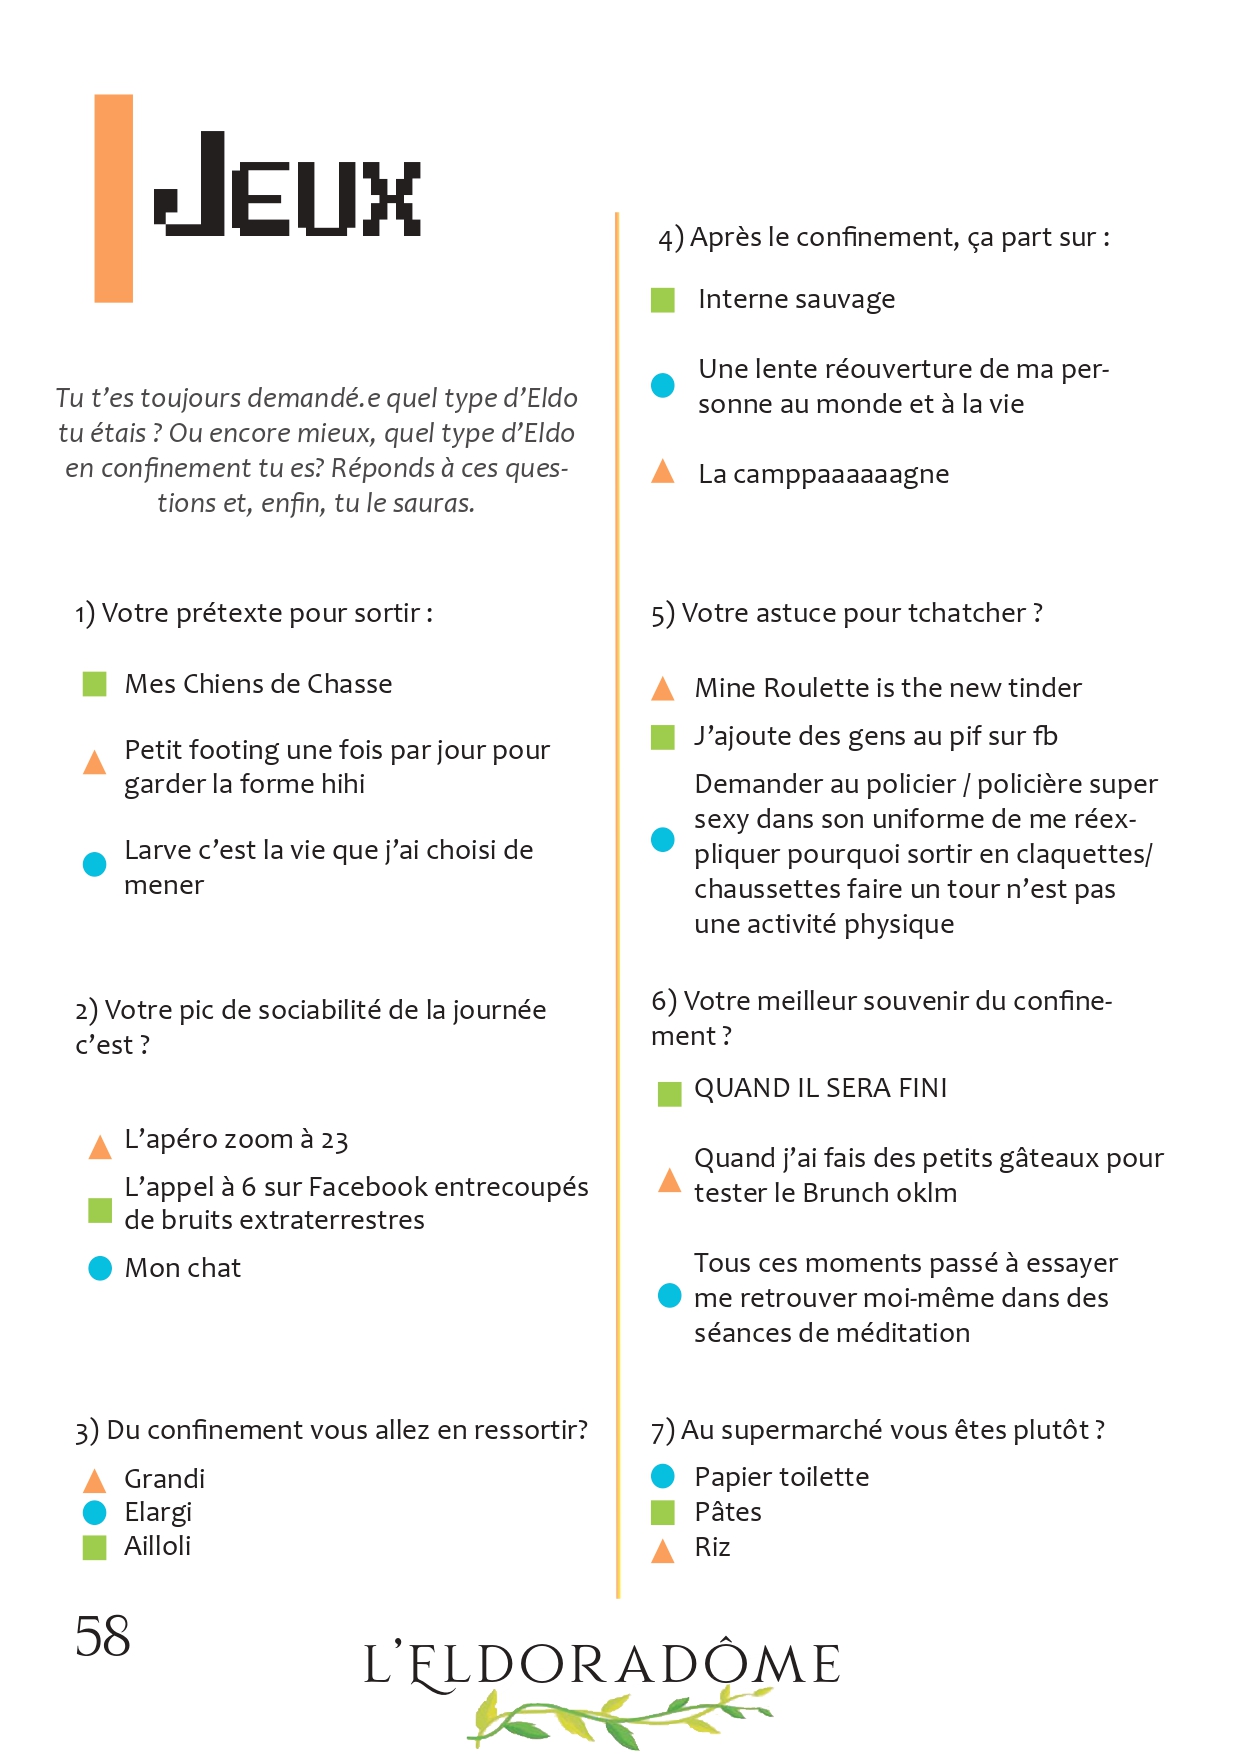 Jeux
Tu t'es toujours demandé.e quel type d'Eldo
tu étais ? Ou encore mieux, quel type d'Eldo
en confinement tu es? Réponds à ces ques-
tions et, enfin, tu le sauras.
1) Votre prétexte pour sortir :
Mes Chiens de Chasse
Petit footing une fois par jour pour
garder la forme hihi
Larve c'est la vie que j'ai choisi de
mener
2) Votre pic de sociabilité de la journée
c'est ?
L'apéro zoom à 23
L'appel à 6 sur Facebook entrecoupés
de bruits extraterrestres
Mon chat
3) Du confinement vous allez en ressortir?
Grandi
Elargi
Ailloli
4) Après le confinement, ça part sur :
Interne sauvage
Une lente réouverture de ma per-
sonne au monde et à la vie
La camppaaaaaagne
5) Votre astuce pour tchatcher ?
Mine Roulette is the new tinder
J'ajoute des gens au pif sur fb
Demander au policier / policière super
sexy dans son uniforme de me réex-
pliquer pourquoi sortir en claquettes/
chaussettes faire un tour n'est pas
une activité physique
6) Votre meilleur souvenir du confine-
ment ?
QUAND IL SERA FINI
Quand j'ai fais des petits gâteaux pour
tester le Brunch oklm
Tous ces moments passé à essayer
me retrouver moi-même dans des
séances de méditation
7) Au supermarché vous êtes plutôt ?
Papier toilette
Pâtes
Riz
58
L'Eldoradôme